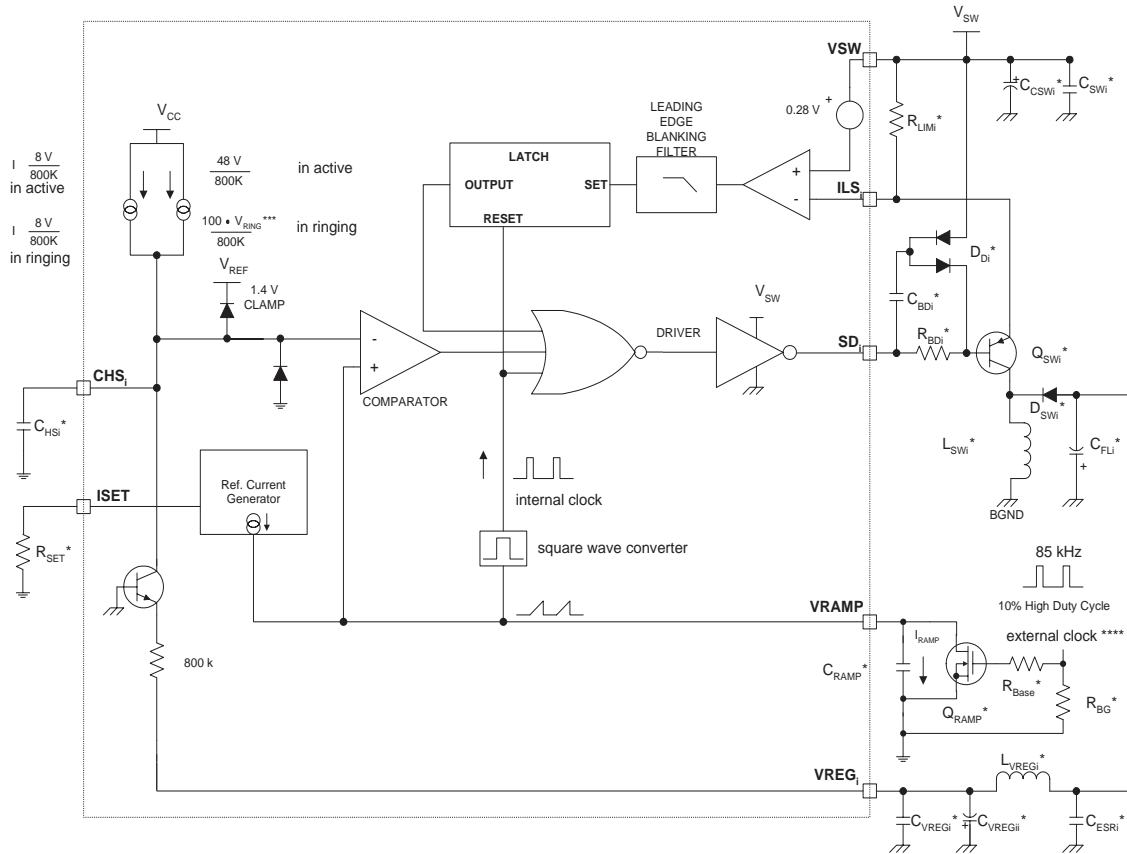 V_SW
VSW
C_CSWi*
C_SWi*
+
0.28 V
+
R_LIMi*
LEADING
EDGE
BLANKING
FILTER
V_CC
I 8 V
800K
in active
48 V
800K
in active
LATCH
OUTPUT
SET
RESET
+
-
ILS_i
I 8 V
800K
in ringing
100 • V_RING***
800K
in ringing
V_REF
1.4 V
CLAMP
D_Di*
C_BDi*
V_SW
DRIVER
SD_i
R_BDi*
Q_SWi*
-
+
COMPARATOR
CHS_i
C_HSi*
D_SWi*
L_SWi*
C_FLi*
+
BGND
ISET
Ref. Current
Generator
R_SET*
internal clock
square wave converter
85 kHz
10% High Duty Cycle
external clock ****
VRAMP
I_RAMP
C_RAMP*
R_Base*
R_BG*
Q_RAMP*
800 k
VREG_i
L_VREGi*
C_VREGi*
+
C_VREGii*
C_ESRi*